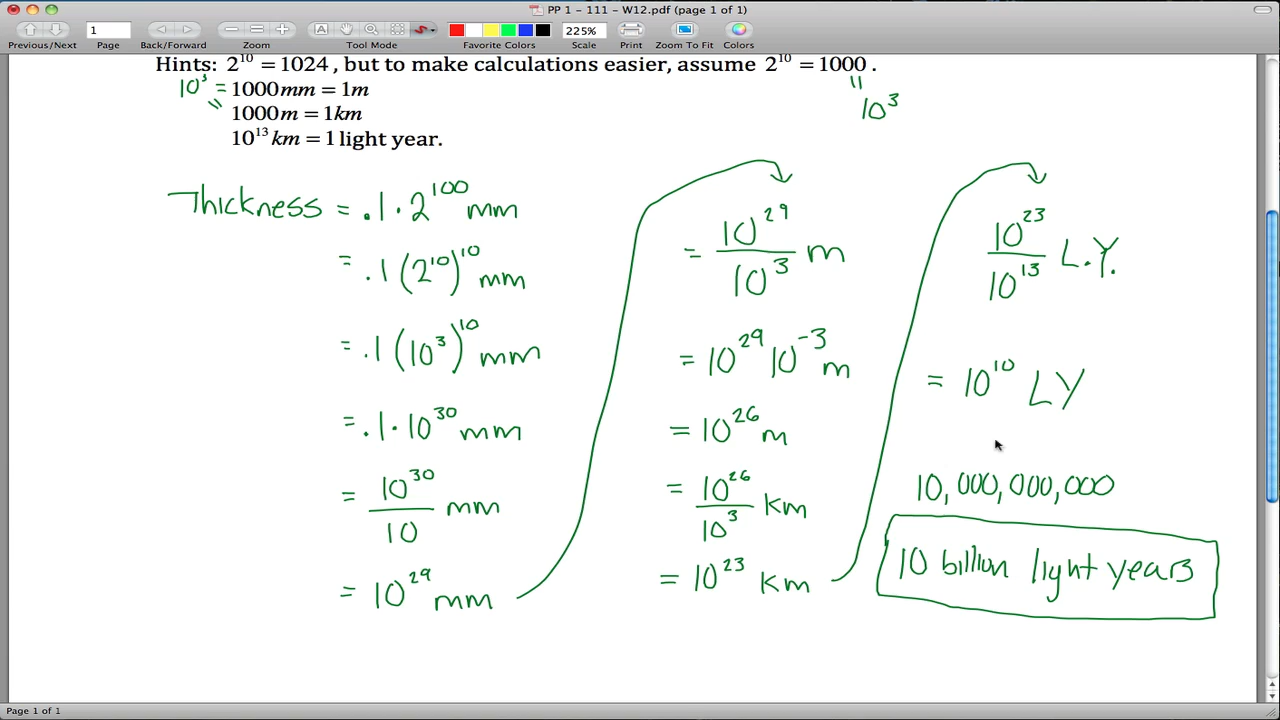 PP 1 – 111 – W12.pdf (page 1 of 1)
1
225%
Previous/Next Page Back/Forward Zoom Tool Mode Favorite Colors Scale Print Zoom To Fit Colors
Hints: 2^10 = 1024 , but to make calculations easier, assume 2^10 = 1000 .
10^3 = 1000mm = 1m
= 10^3
1000m = 1km
10^13 km = 1 light year.
Thickness = .1 · 2^100 mm
= .1 (2^10)^10 mm
= .1 (10^3)^10 mm
= .1 · 10^30 mm
= 10^30 / 10 mm
= 10^29 mm
= 10^29 / 10^3 m
= 10^29 10^-3 m
= 10^26 m
= 10^26 / 10^3 km
= 10^23 km
10^23 / 10^13 L.Y.
= 10^10 LY
10,000,000,000
10 billion light years
Page 1 of 1